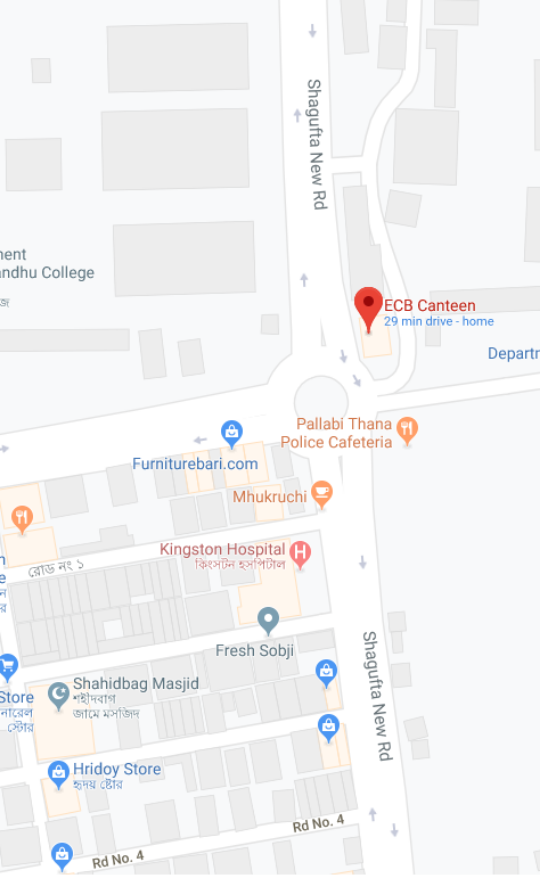 Shagufta New Rd
ment
andhu College
ECB Canteen
29 min drive - home
Departm
Pallabi Thana
Police Cafeteria
Furniturebari.com
Mhukruchi
Kingston Hospital
কিংসটন হসপিটাল
রোড নং ১
Fresh Sobji
Shagufta New Rd
Shahidbag Masjid
শহীদবাগ
জামে মসজিদ
Store
নারেল
স্টোর
Hridoy Store
হৃদয় ষ্টোর
Rd No. 4
Rd No. 4